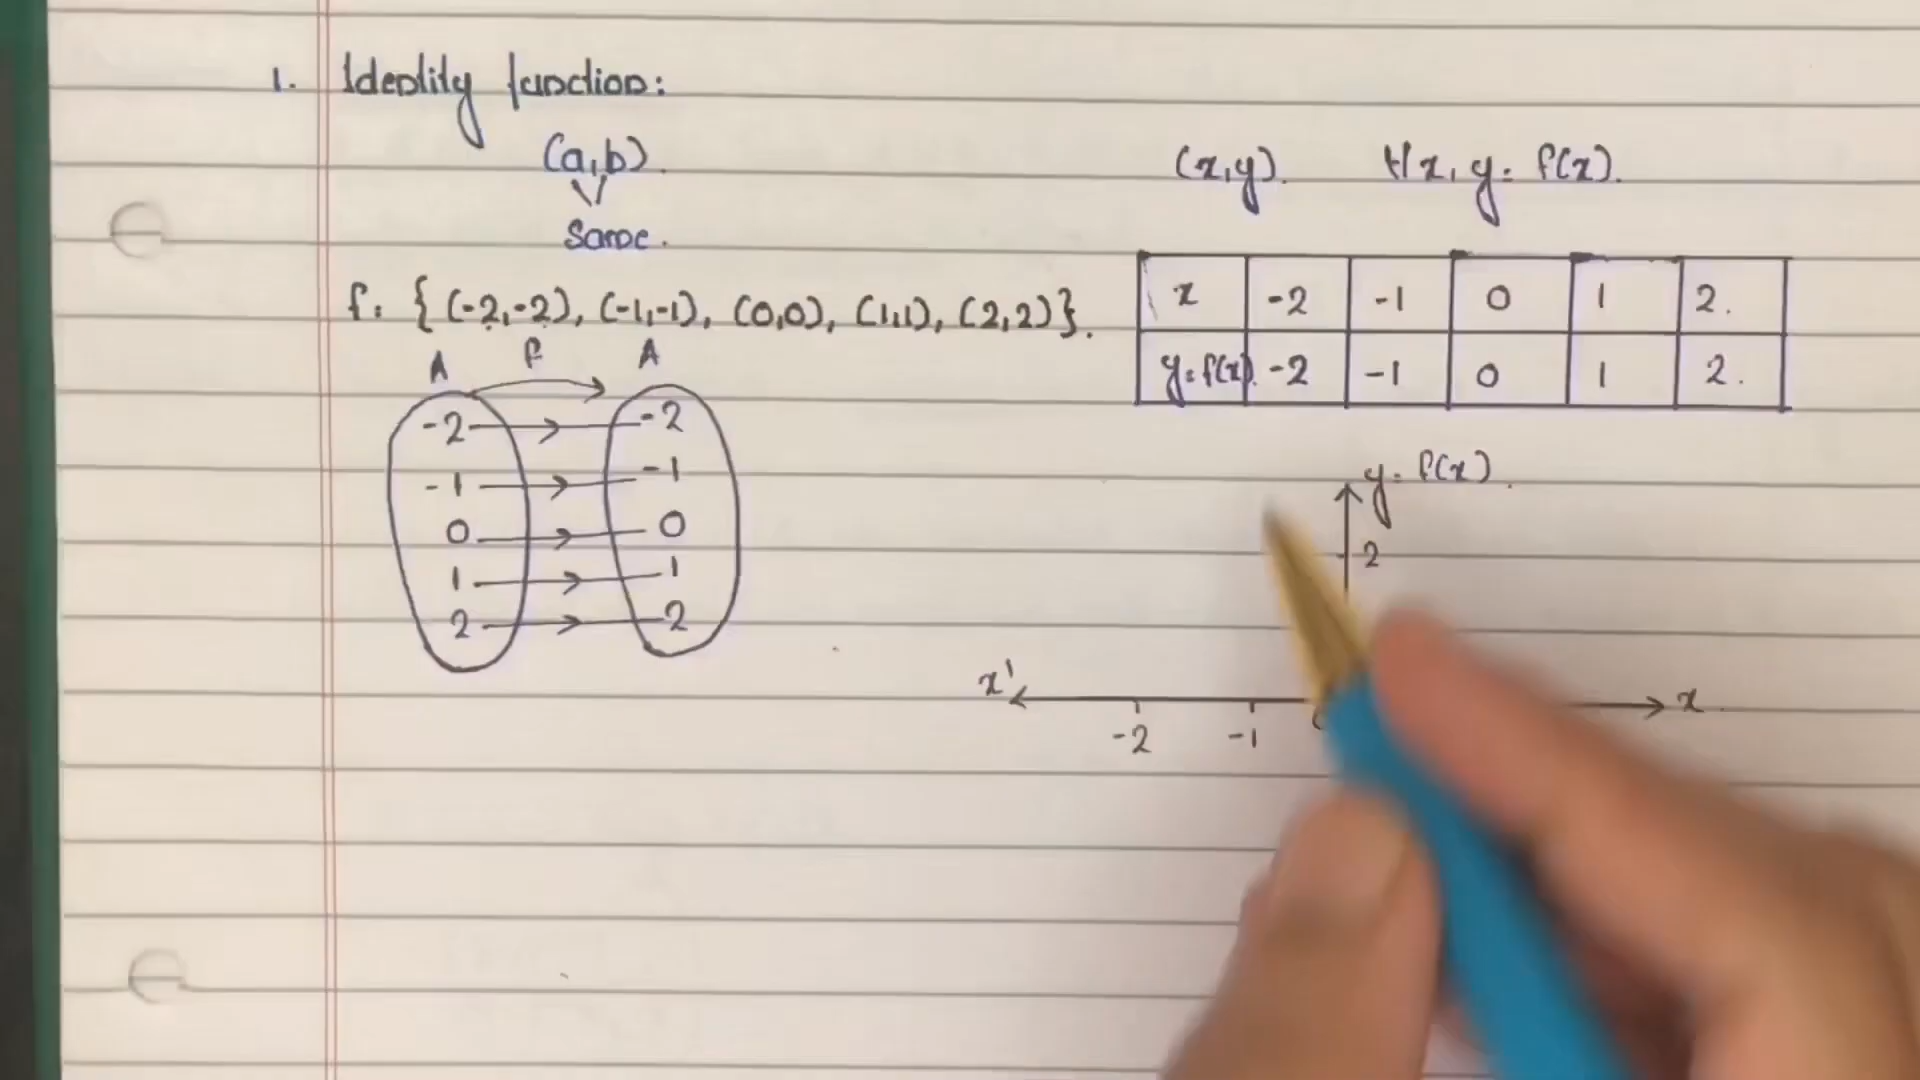 1. Identity function:
(a,b).
same.
f: { (-2,-2), (-1,-1), (0,0), (1,1), (2,2) }.
A f A
-2 -2
-1 -1
0 0
1 1
2 2
(x,y). ∀ x, y = f(x).
x -2 -1 0 1 2.
y = f(x). -2 -1 0 1 2.
y = f(x).
2
x' x
-2 -1